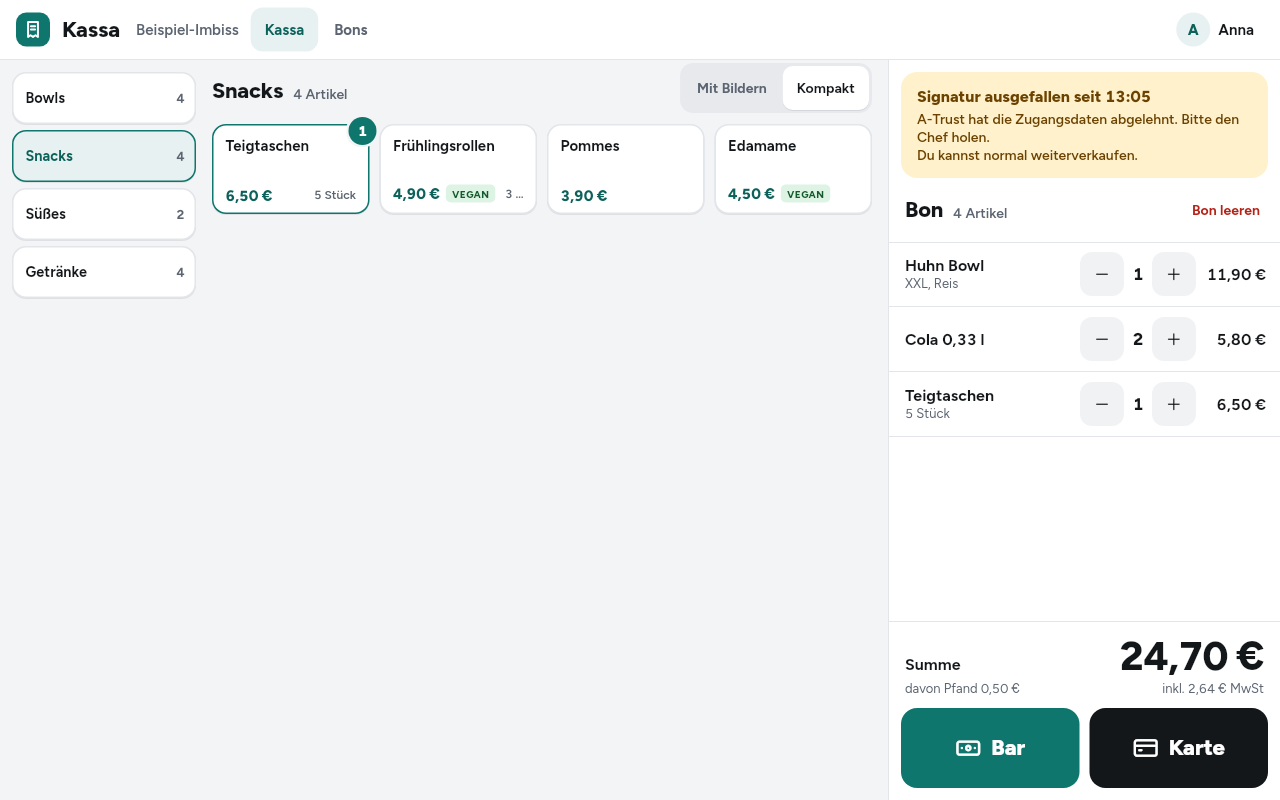 Kassa Beispiel-Imbiss Kassa Bons A Anna
Bowls 4
Snacks 4
Süßes 2
Getränke 4
Snacks 4 Artikel Mit Bildern Kompakt
1
Teigtaschen
6,50 € 5 Stück
Frühlingsrollen
4,90 € VEGAN 3 ...
Pommes
3,90 €
Edamame
4,50 € VEGAN
Signatur ausgefallen seit 13:05
A-Trust hat die Zugangsdaten abgelehnt. Bitte den
Chef holen.
Du kannst normal weiterverkaufen.
Bon 4 Artikel Bon leeren
Huhn Bowl
XXL, Reis
− 1 + 11,90 €
Cola 0,33 l − 2 + 5,80 €
Teigtaschen
5 Stück
− 1 + 6,50 €
Summe 24,70 €
davon Pfand 0,50 € inkl. 2,64 € MwSt
Bar Karte